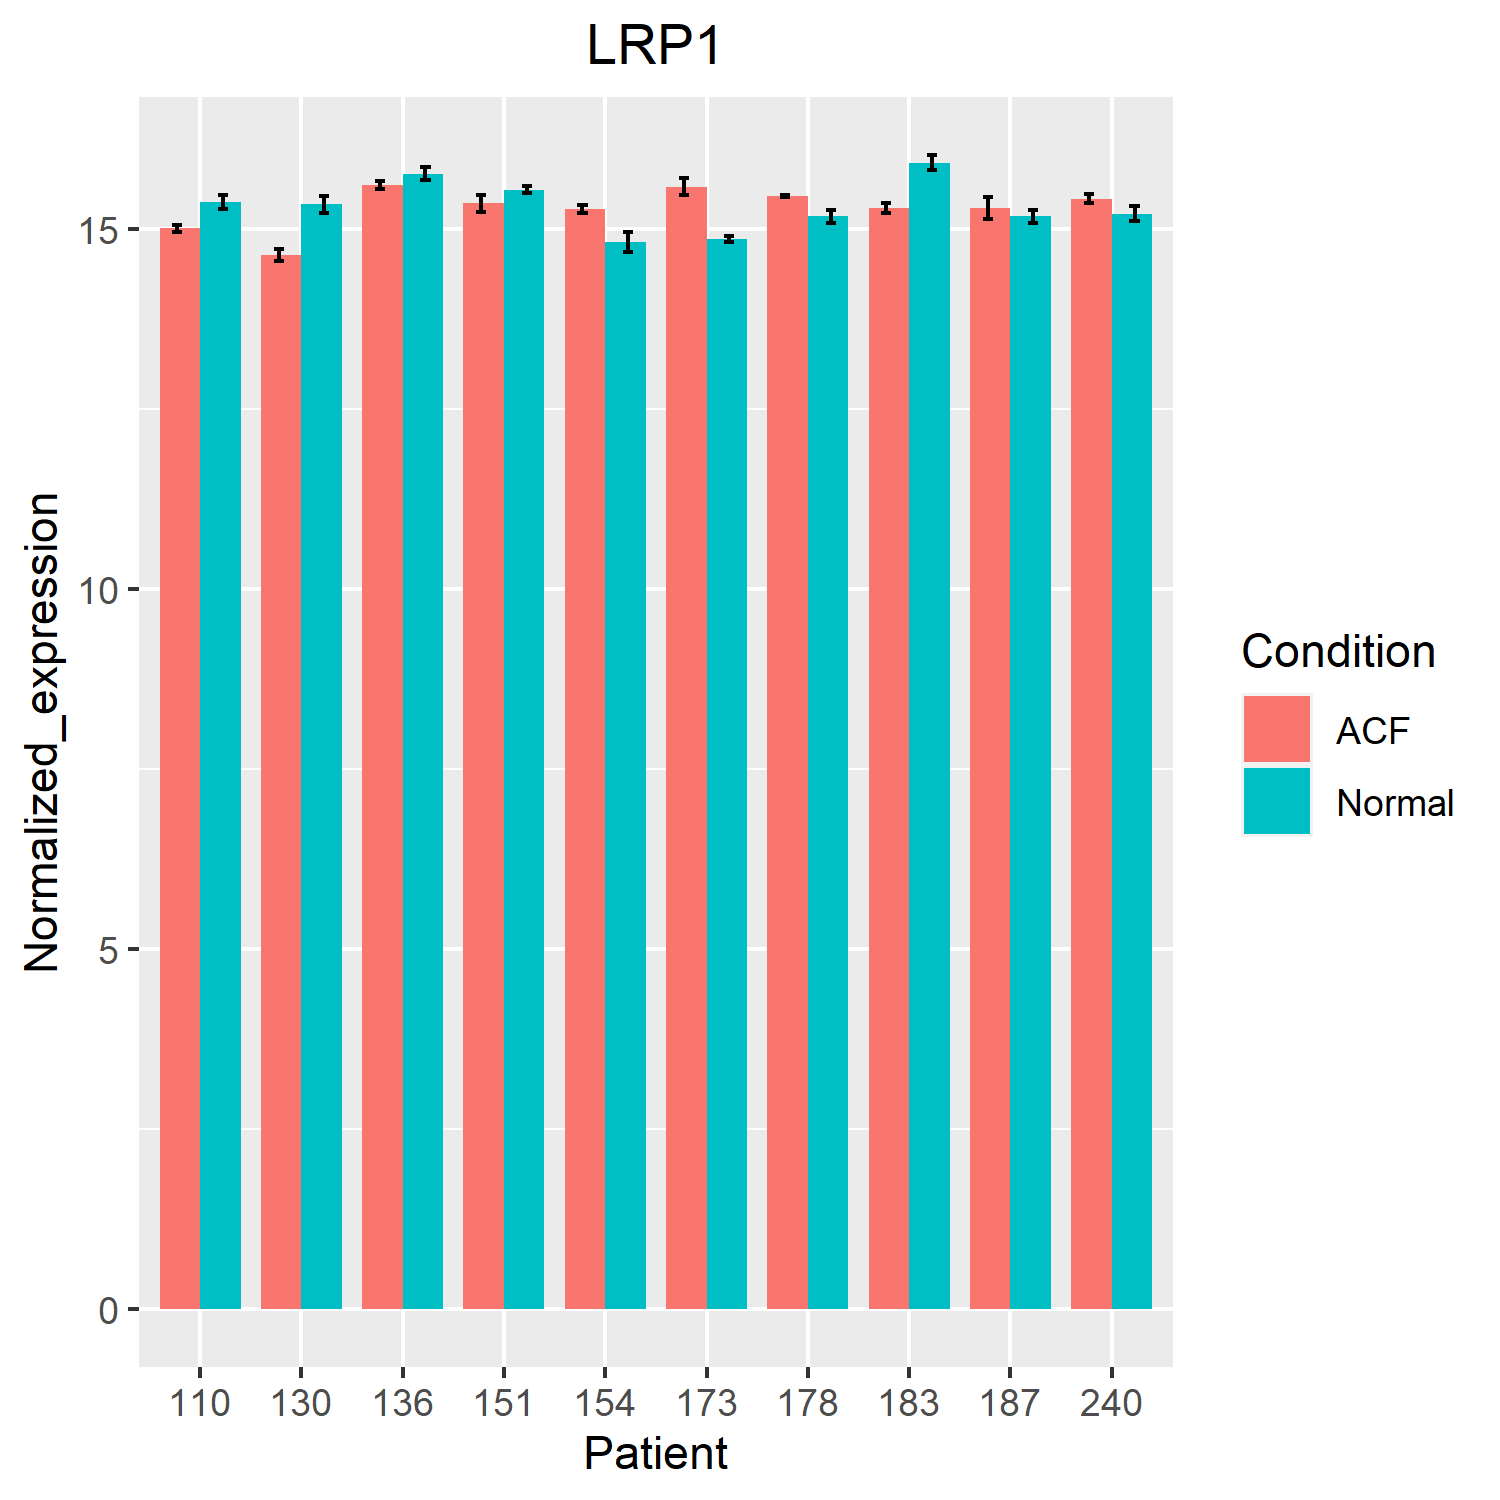 LRP1
Normalized_expression
15
10
5
0
110 130 136 151 154 173 178 183 187 240
Patient
Condition
ACF
Normal